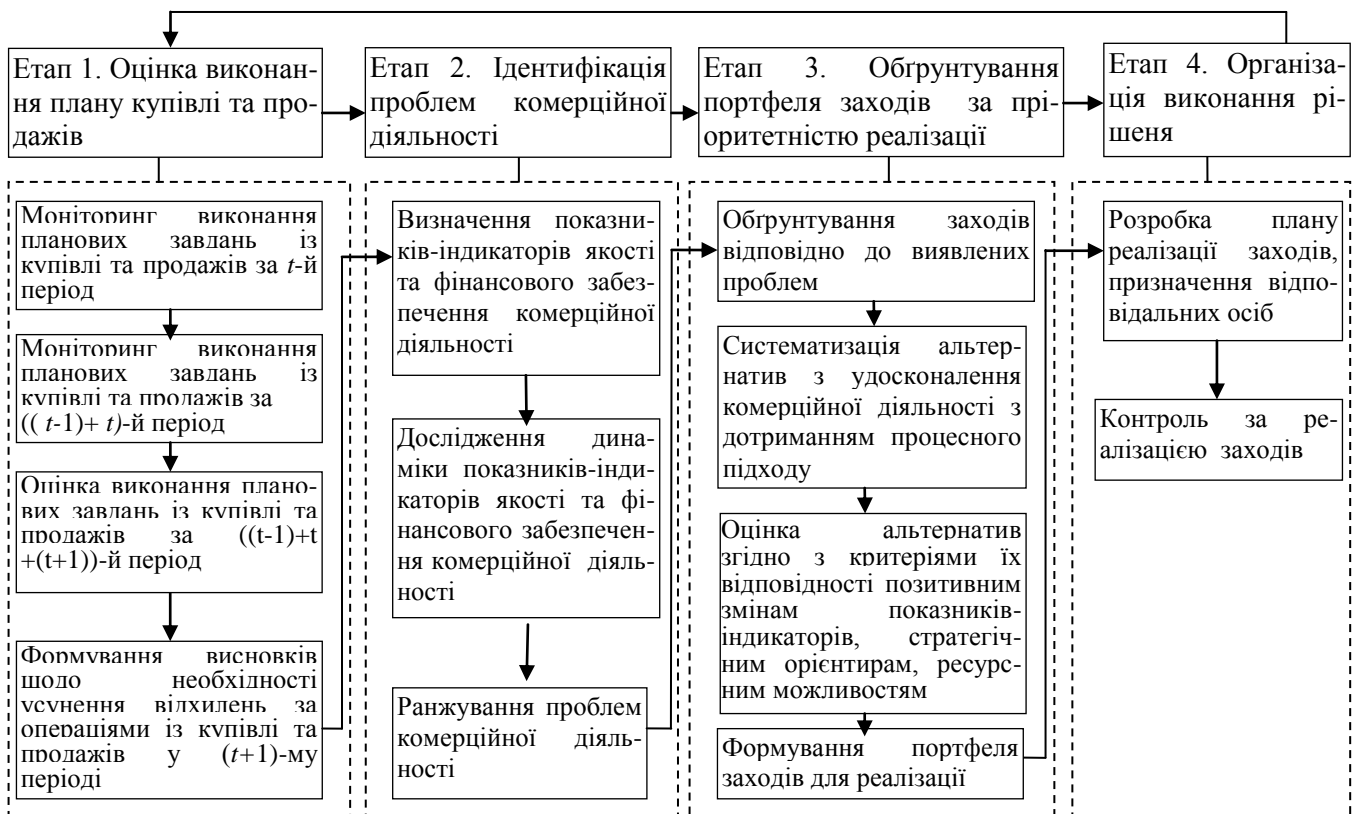 Етап 1. Оцінка виконан-
ня плану купівлі та про-
дажів
Етап 2. Ідентифікація
проблем комерційної
діяльності
Етап 3. Обґрунтування
портфеля заходів за прі-
оритетністю реалізації
Етап 4. Організа-
ція виконання рі-
шеня
Моніторинг виконання
планових завдань із
купівлі та продажів за t-й
період
Моніторинг виконання
планових завдань із
купівлі та продажів за
(( t-1)+ t)-й період
Оцінка виконання плано-
вих завдань із купівлі та
продажів за ((t-1)+t
+(t+1))-й період
Формування висновків
щодо необхідності
усунення відхилень за
операціями із купівлі та
продажів у (t+1)-му
періоді
Визначення показни-
ків-індикаторів якості
та фінансового забез-
печення комерційної
діяльності
Дослідження дина-
міки показників-інди-
каторів якості та фі-
нансового забезпечен-
ня комерційної діяль-
ності
Ранжування проблем
комерційної діяль-
ності
Обґрунтування заходів
відповідно до виявлених
проблем
Систематизація альтер-
натив з удосконалення
комерційної діяльності з
дотриманням процесного
підходу
Оцінка альтернатив
згідно з критеріями їх
відповідності позитивним
змінам показників-
індикаторів, стратегіч-
ним орієнтирам, ресурс-
ним можливостям
Формування портфеля
заходів для реалізації
Розробка плану
реалізації заходів,
призначення відпо-
відальних осіб
Контроль за ре-
алізацією заходів